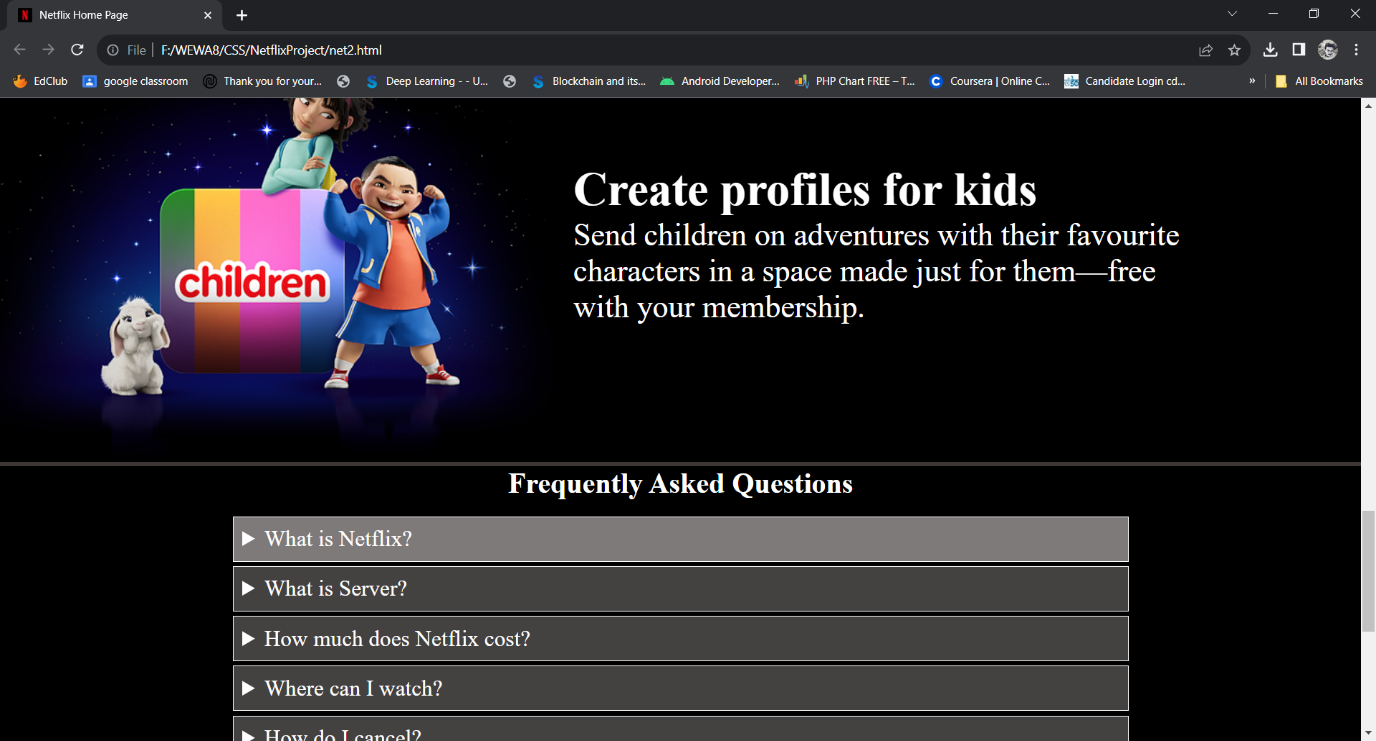 N Netflix Home Page
File F:/WEWA8/CSS/NetflixProject/net2.html
EdClub google classroom Thank you for your... Deep Learning - - U... Blockchain and its... Android Developer... PHP Chart FREE – T... Coursera | Online C... Candidate Login cd... » All Bookmarks
children
Create profiles for kids
Send children on adventures with their favourite
characters in a space made just for them—free
with your membership.
Frequently Asked Questions
What is Netflix?
What is Server?
How much does Netflix cost?
Where can I watch?
How do I cancel?